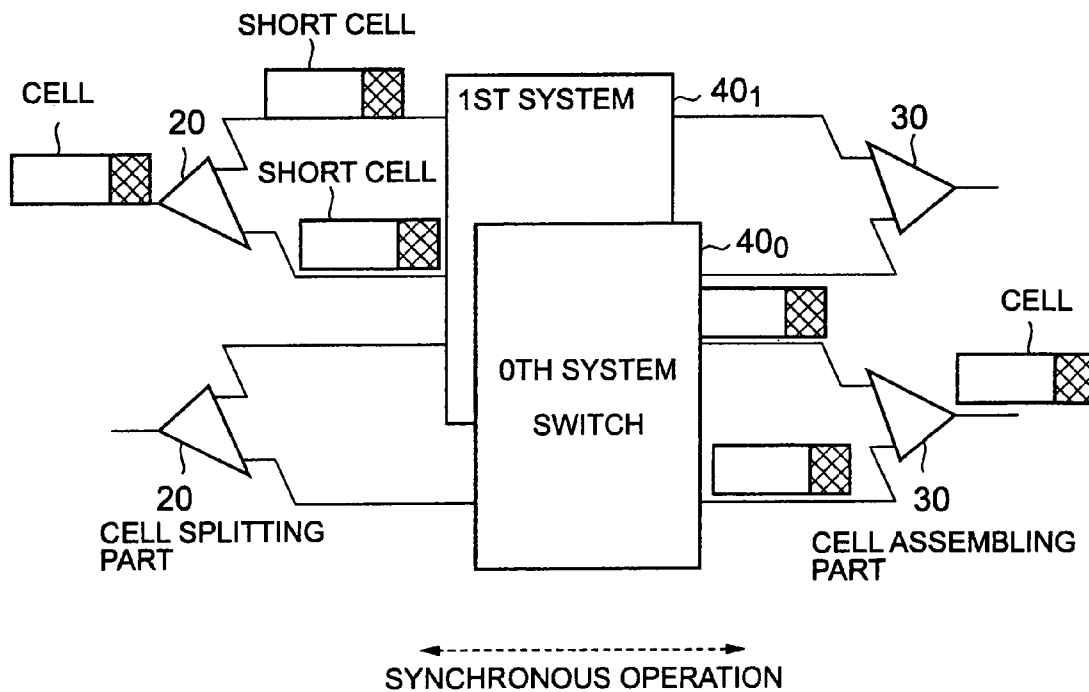 SHORT CELL
CELL
20
1ST SYSTEM
40₁
30
SHORT CELL
40₀
CELL
0TH SYSTEM
SWITCH
20
CELL SPLITTING
PART
30
CELL ASSEMBLING
PART
SYNCHRONOUS OPERATION